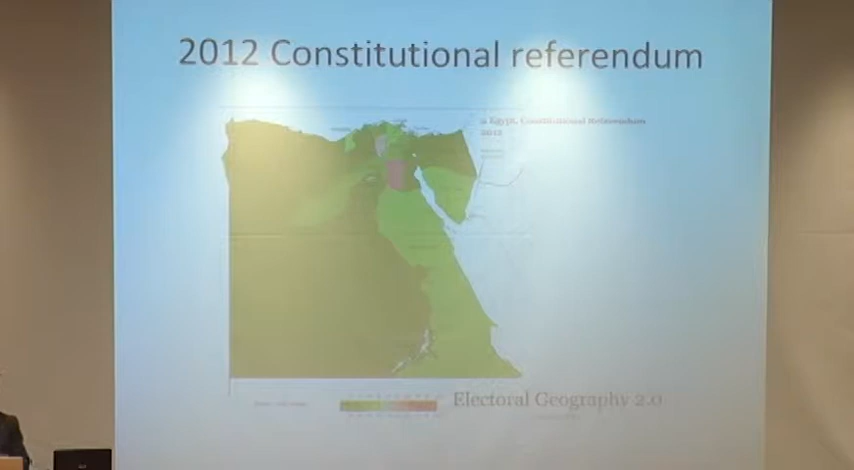 2012 Constitutional referendum
Egypt, Constitutional Referendum
2012
Electoral Geography 2.0